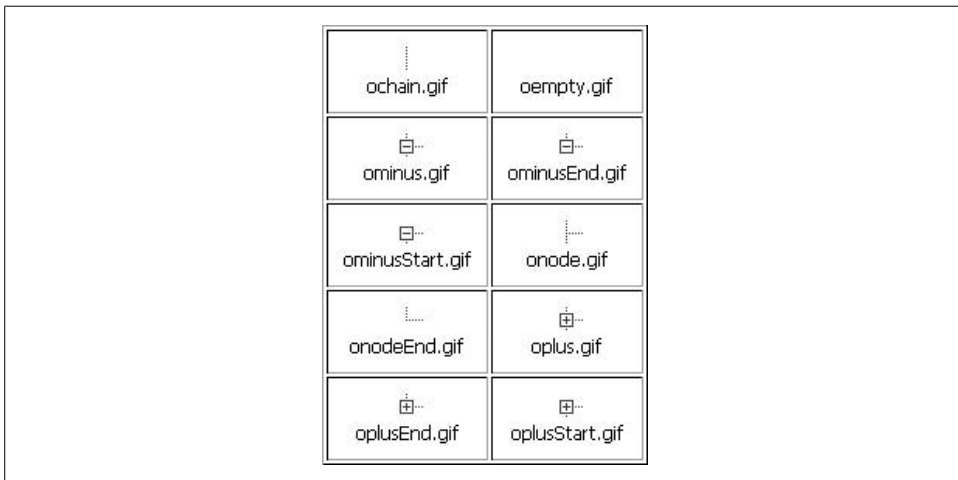 ochain.gif oempty.gif
ominus.gif ominusEnd.gif
ominusStart.gif onode.gif
onodeEnd.gif oplus.gif
oplusEnd.gif oplusStart.gif